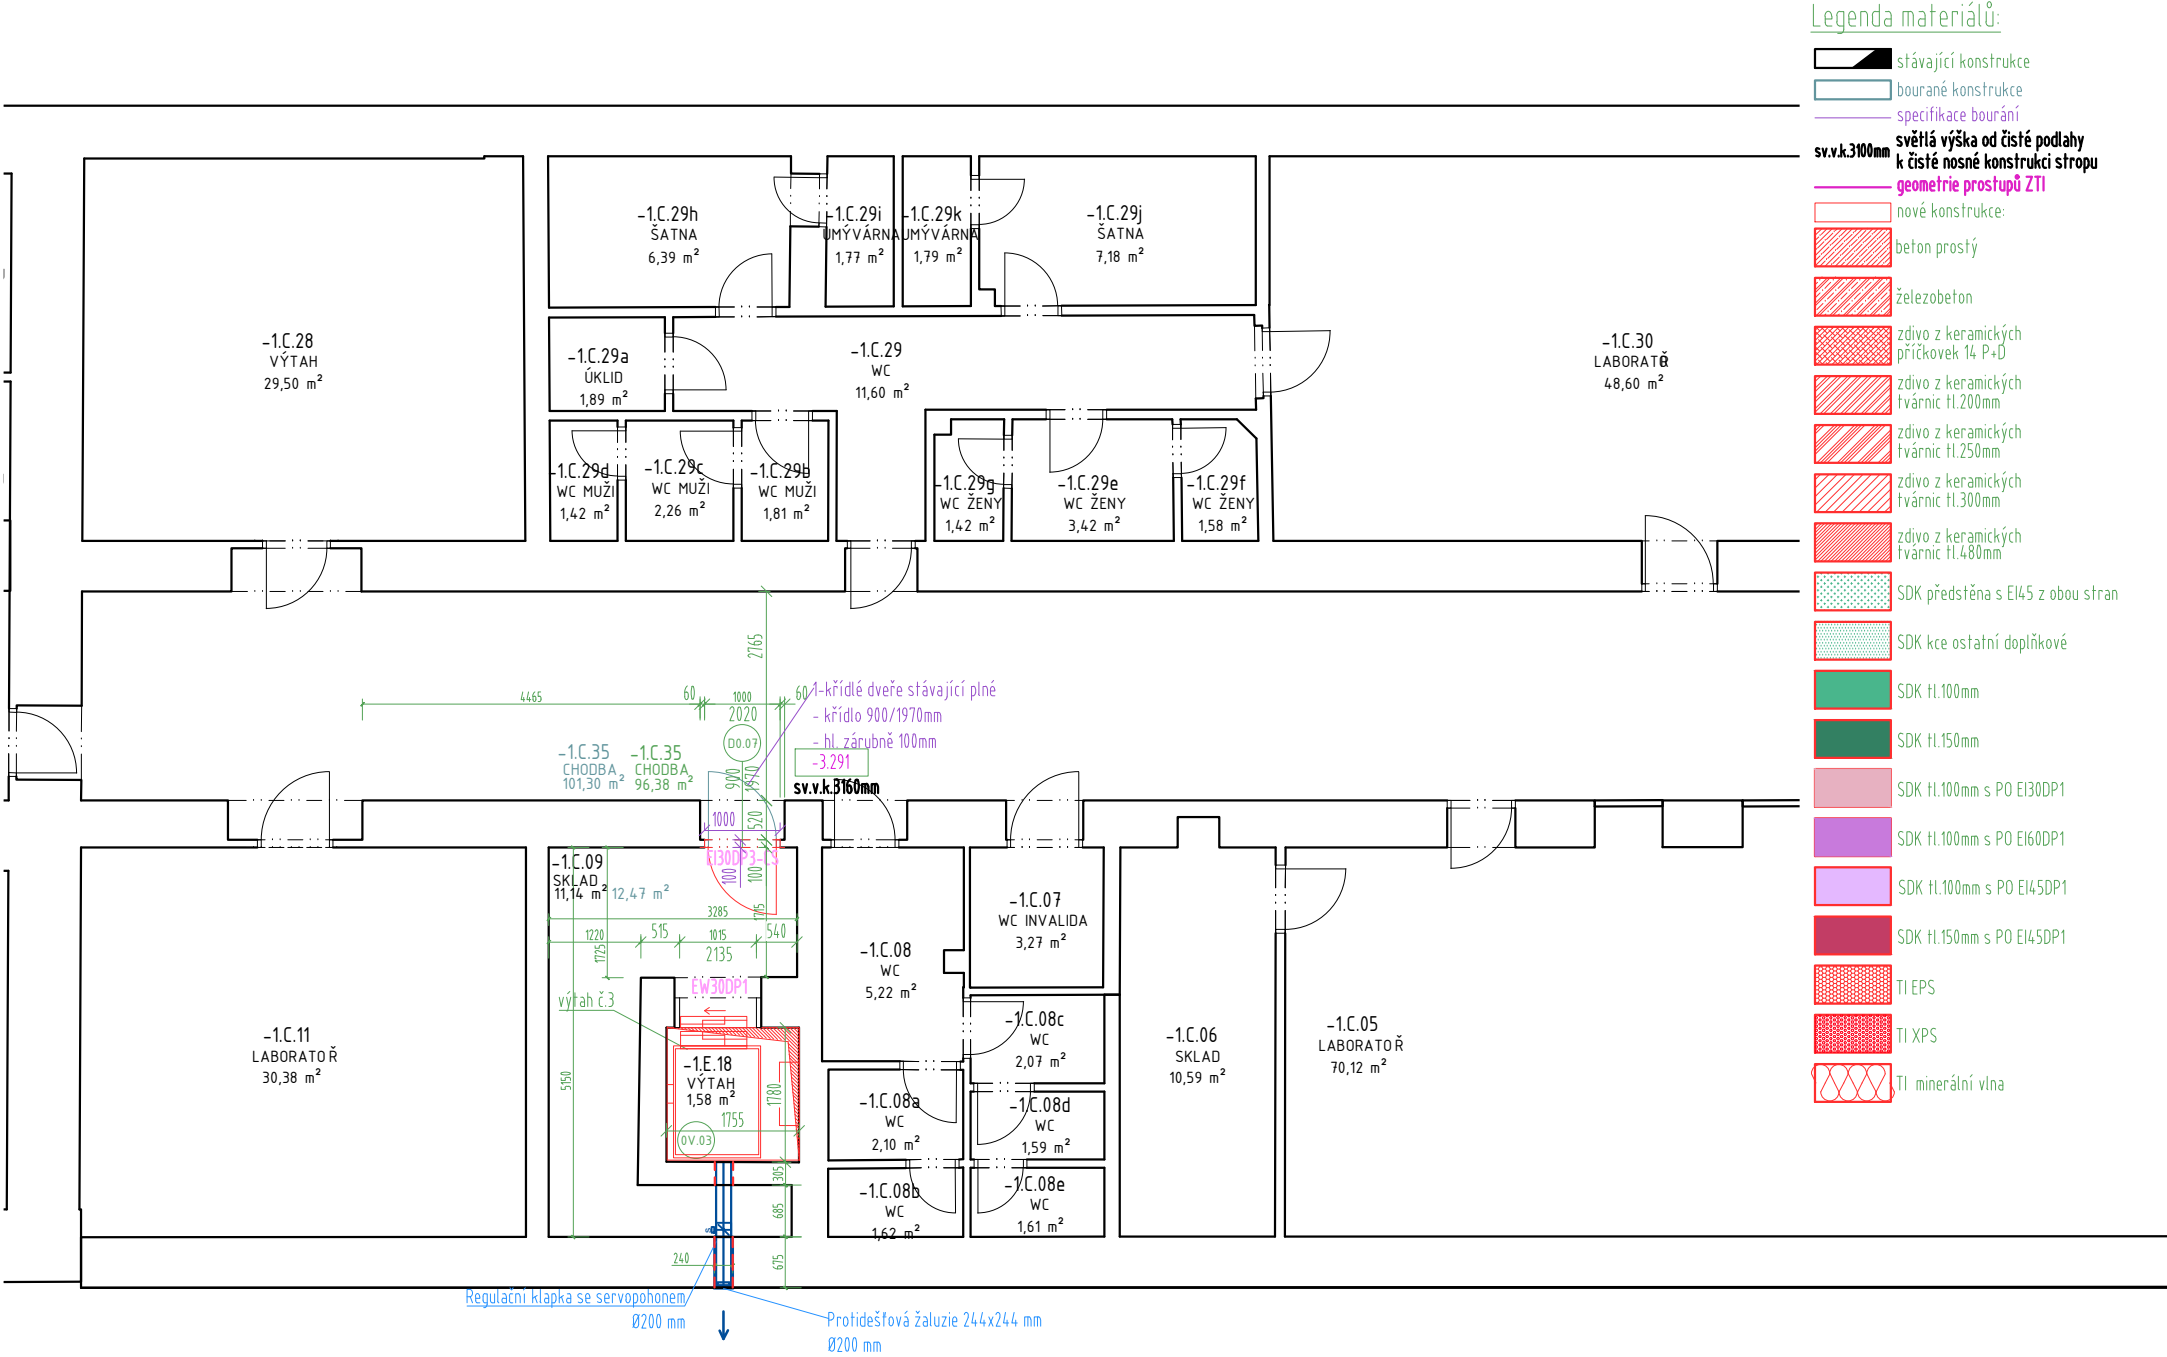 Legenda materiálů:
stávající konstrukce
bourané konstrukce
specifikace bourání
sv.v.k.3100mm
světlá výška od čisté podlahy
k čisté nosné konstrukci stropu
geometrie prostupů ZTI
nové konstrukce:
beton prostý
železobeton
zdivo z keramických
příčkovek 14 P+D
zdivo z keramických
tvárnic tl.200mm
zdivo z keramických
tvárnic tl.250mm
zdivo z keramických
tvárnic tl.300mm
zdivo z keramických
tvárnic tl.480mm
SDK předstěna s EI45 z obou stran
SDK kce ostatní doplňkové
SDK tl.100mm
SDK tl.150mm
SDK tl.100mm s PO EI30DP1
SDK tl.100mm s PO EI60DP1
SDK tl.100mm s PO EI45DP1
SDK tl.150mm s PO EI45DP1
TI EPS
TI XPS
TI minerální vlna
-1.C.28
VÝTAH
29,50 m²
-1.C.29h
ŠATNA
6,39 m²
-1.C.29i
UMÝVÁRNA
1,77 m²
-1.C.29k
UMÝVÁRNA
1,79 m²
-1.C.29j
ŠATNA
7,18 m²
-1.C.29a
ÚKLID
1,89 m²
-1.C.29
WC
11,60 m²
-1.C.30
LABORATOŘ
48,60 m²
-1.C.29d
WC MUŽI
1,42 m²
-1.C.29c
WC MUŽI
2,26 m²
-1.C.29b
WC MUŽI
1,81 m²
-1.C.29g
WC ŽENY
1,42 m²
-1.C.29e
WC ŽENY
3,42 m²
-1.C.29f
WC ŽENY
1,58 m²
2765
4465
60
1000
60
2020
D0.07
900
1970
1-křídlé dveře stávající plné
- křídlo 900/1970mm
- hl. zárubně 100mm
-3.291
sv.v.k.3160mm
-1.C.35
CHODBA
101,30 m²
-1.C.35
CHODBA
96,38 m²
1000
520
EI30DP3-CS
100
100
1715
-1.C.09
SKLAD
11,14 m²
12,47 m²
3285
1220
515
1015
540
2135
1725
EW30DP1
výtah č.3
5150
-1.E.18
VÝTAH
1,58 m²
1780
1755
OV.03
305
685
675
240
Regulační klapka se servopohonem
Ø200 mm
Protidešťová žaluzie 244x244 mm
Ø200 mm
-1.C.11
LABORATOŘ
30,38 m²
-1.C.08
WC
5,22 m²
-1.C.07
WC INVALIDA
3,27 m²
-1.C.08c
WC
2,07 m²
-1.C.08a
WC
2,10 m²
-1.C.08d
WC
1,59 m²
-1.C.08b
WC
1,62 m²
-1.C.08e
WC
1,61 m²
-1.C.06
SKLAD
10,59 m²
-1.C.05
LABORATOŘ
70,12 m²